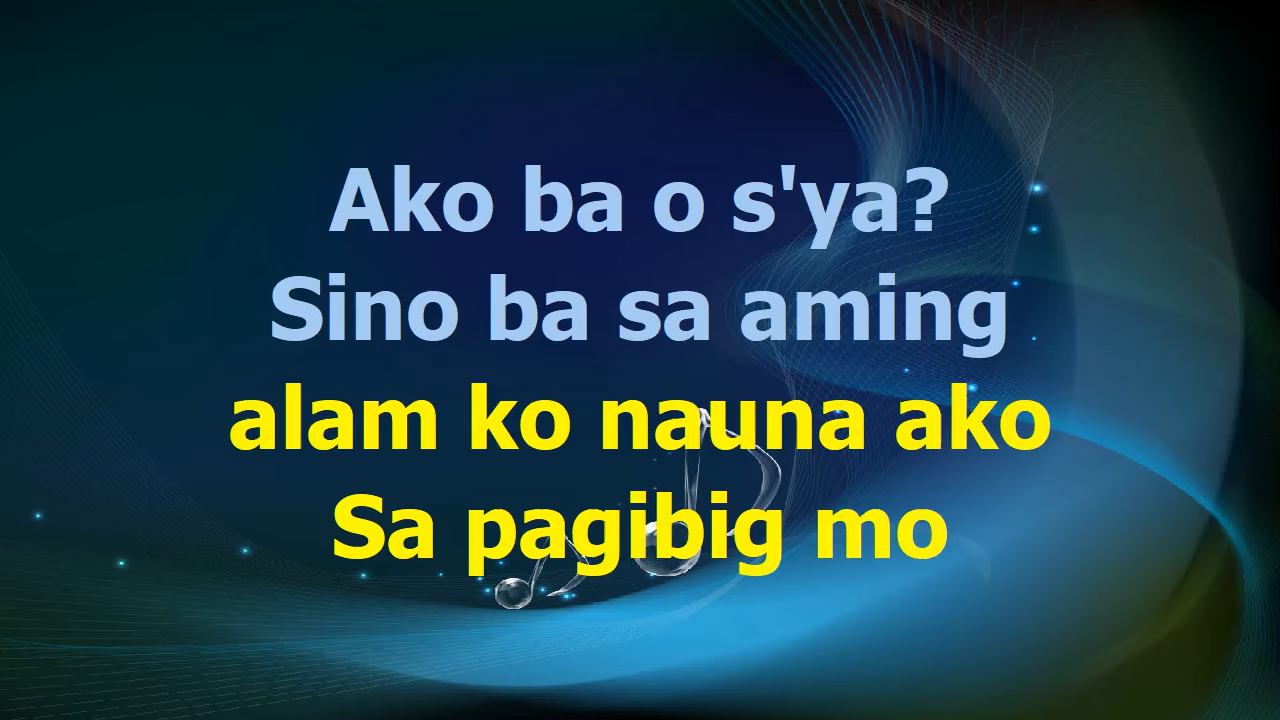 Ako ba o s'ya?
Sino ba sa aming
alam ko nauna ako
Sa pagibig mo